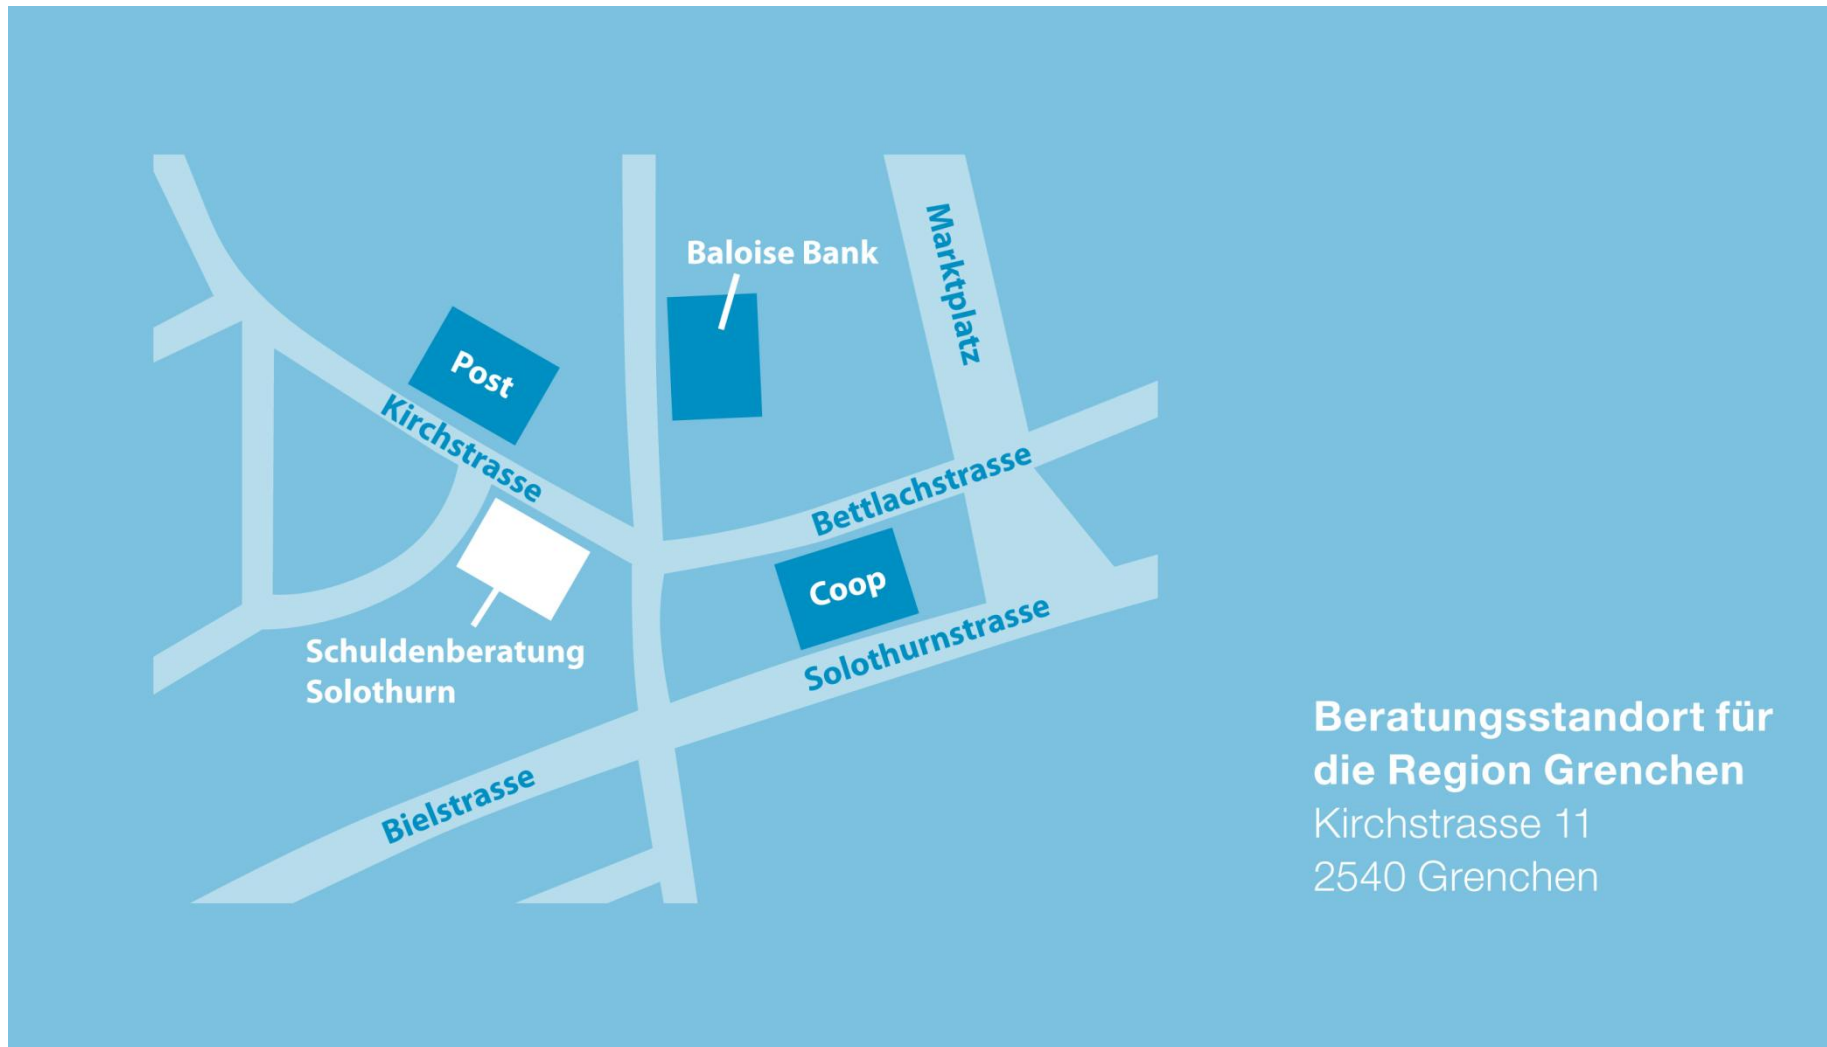 Marktplatz
Baloise Bank
Post
Kirchstrasse
Bettlachstrasse
Coop
Schuldenberatung
Solothurn
Solothurnstrasse
Bielstrasse
Beratungsstandort für
die Region Grenchen
Kirchstrasse 11
2540 Grenchen